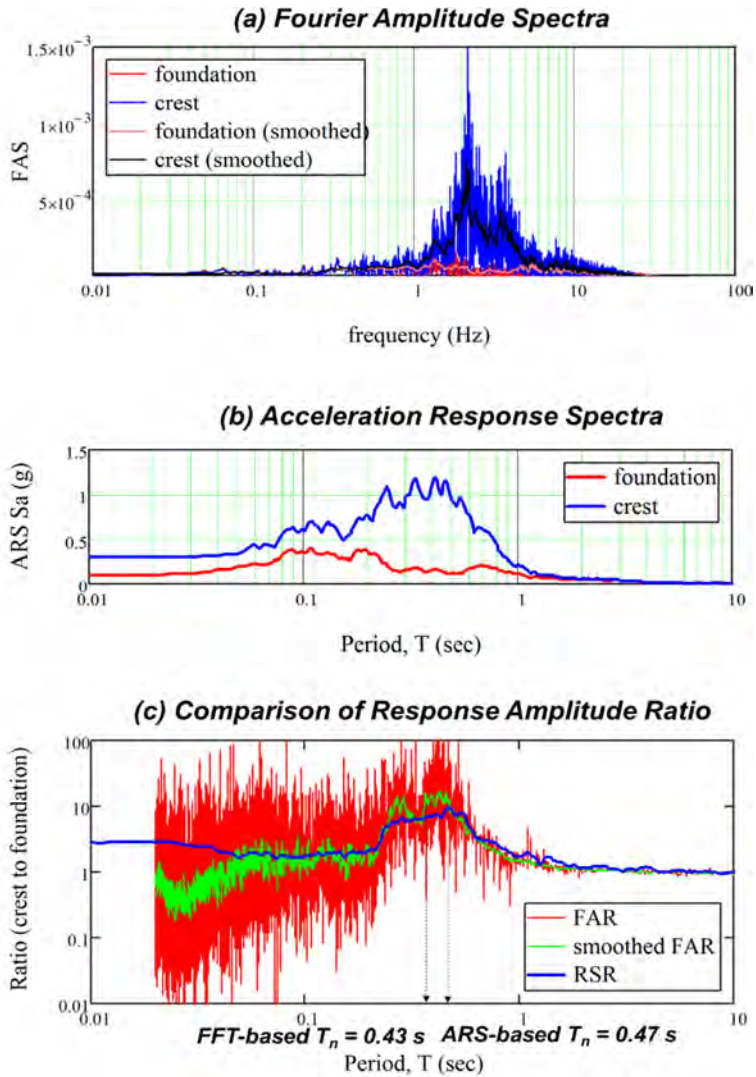 (a) Fourier Amplitude Spectra
1.5×10⁻³
1×10⁻³
5×10⁻⁴
FAS
foundation
crest
foundation (smoothed)
crest (smoothed)
0.01 0.1 1 10 100
frequency (Hz)
(b) Acceleration Response Spectra
1.5
1
0.5
0
ARS Sa (g)
foundation
crest
0.01 0.1 1 10
Period, T (sec)
(c) Comparison of Response Amplitude Ratio
100
10
1
0.1
0.01
Ratio (crest to foundation)
FAR
smoothed FAR
RSR
0.01 0.1 1 10
FFT-based Tₙ = 0.43 s ARS-based Tₙ = 0.47 s
Period, T (sec)